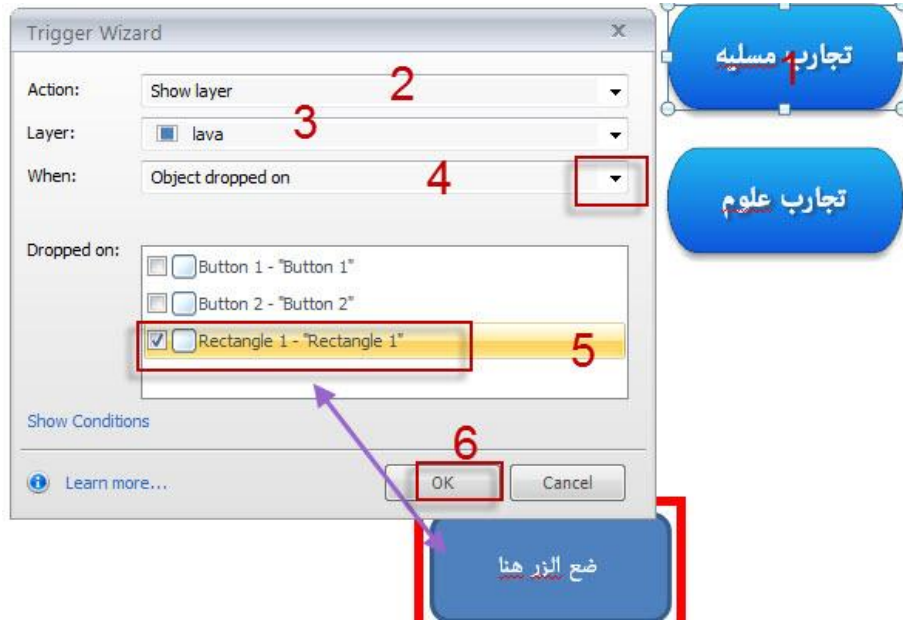 Trigger Wizard x
تجارب مسليه
1
Action: Show layer 2
Layer: lava 3
When: Object dropped on 4
تجارب علوم
Dropped on:
Button 1 - "Button 1"
Button 2 - "Button 2"
Rectangle 1 - "Rectangle 1" 5
Show Conditions
6
Learn more... OK Cancel
ضع الزر هنا